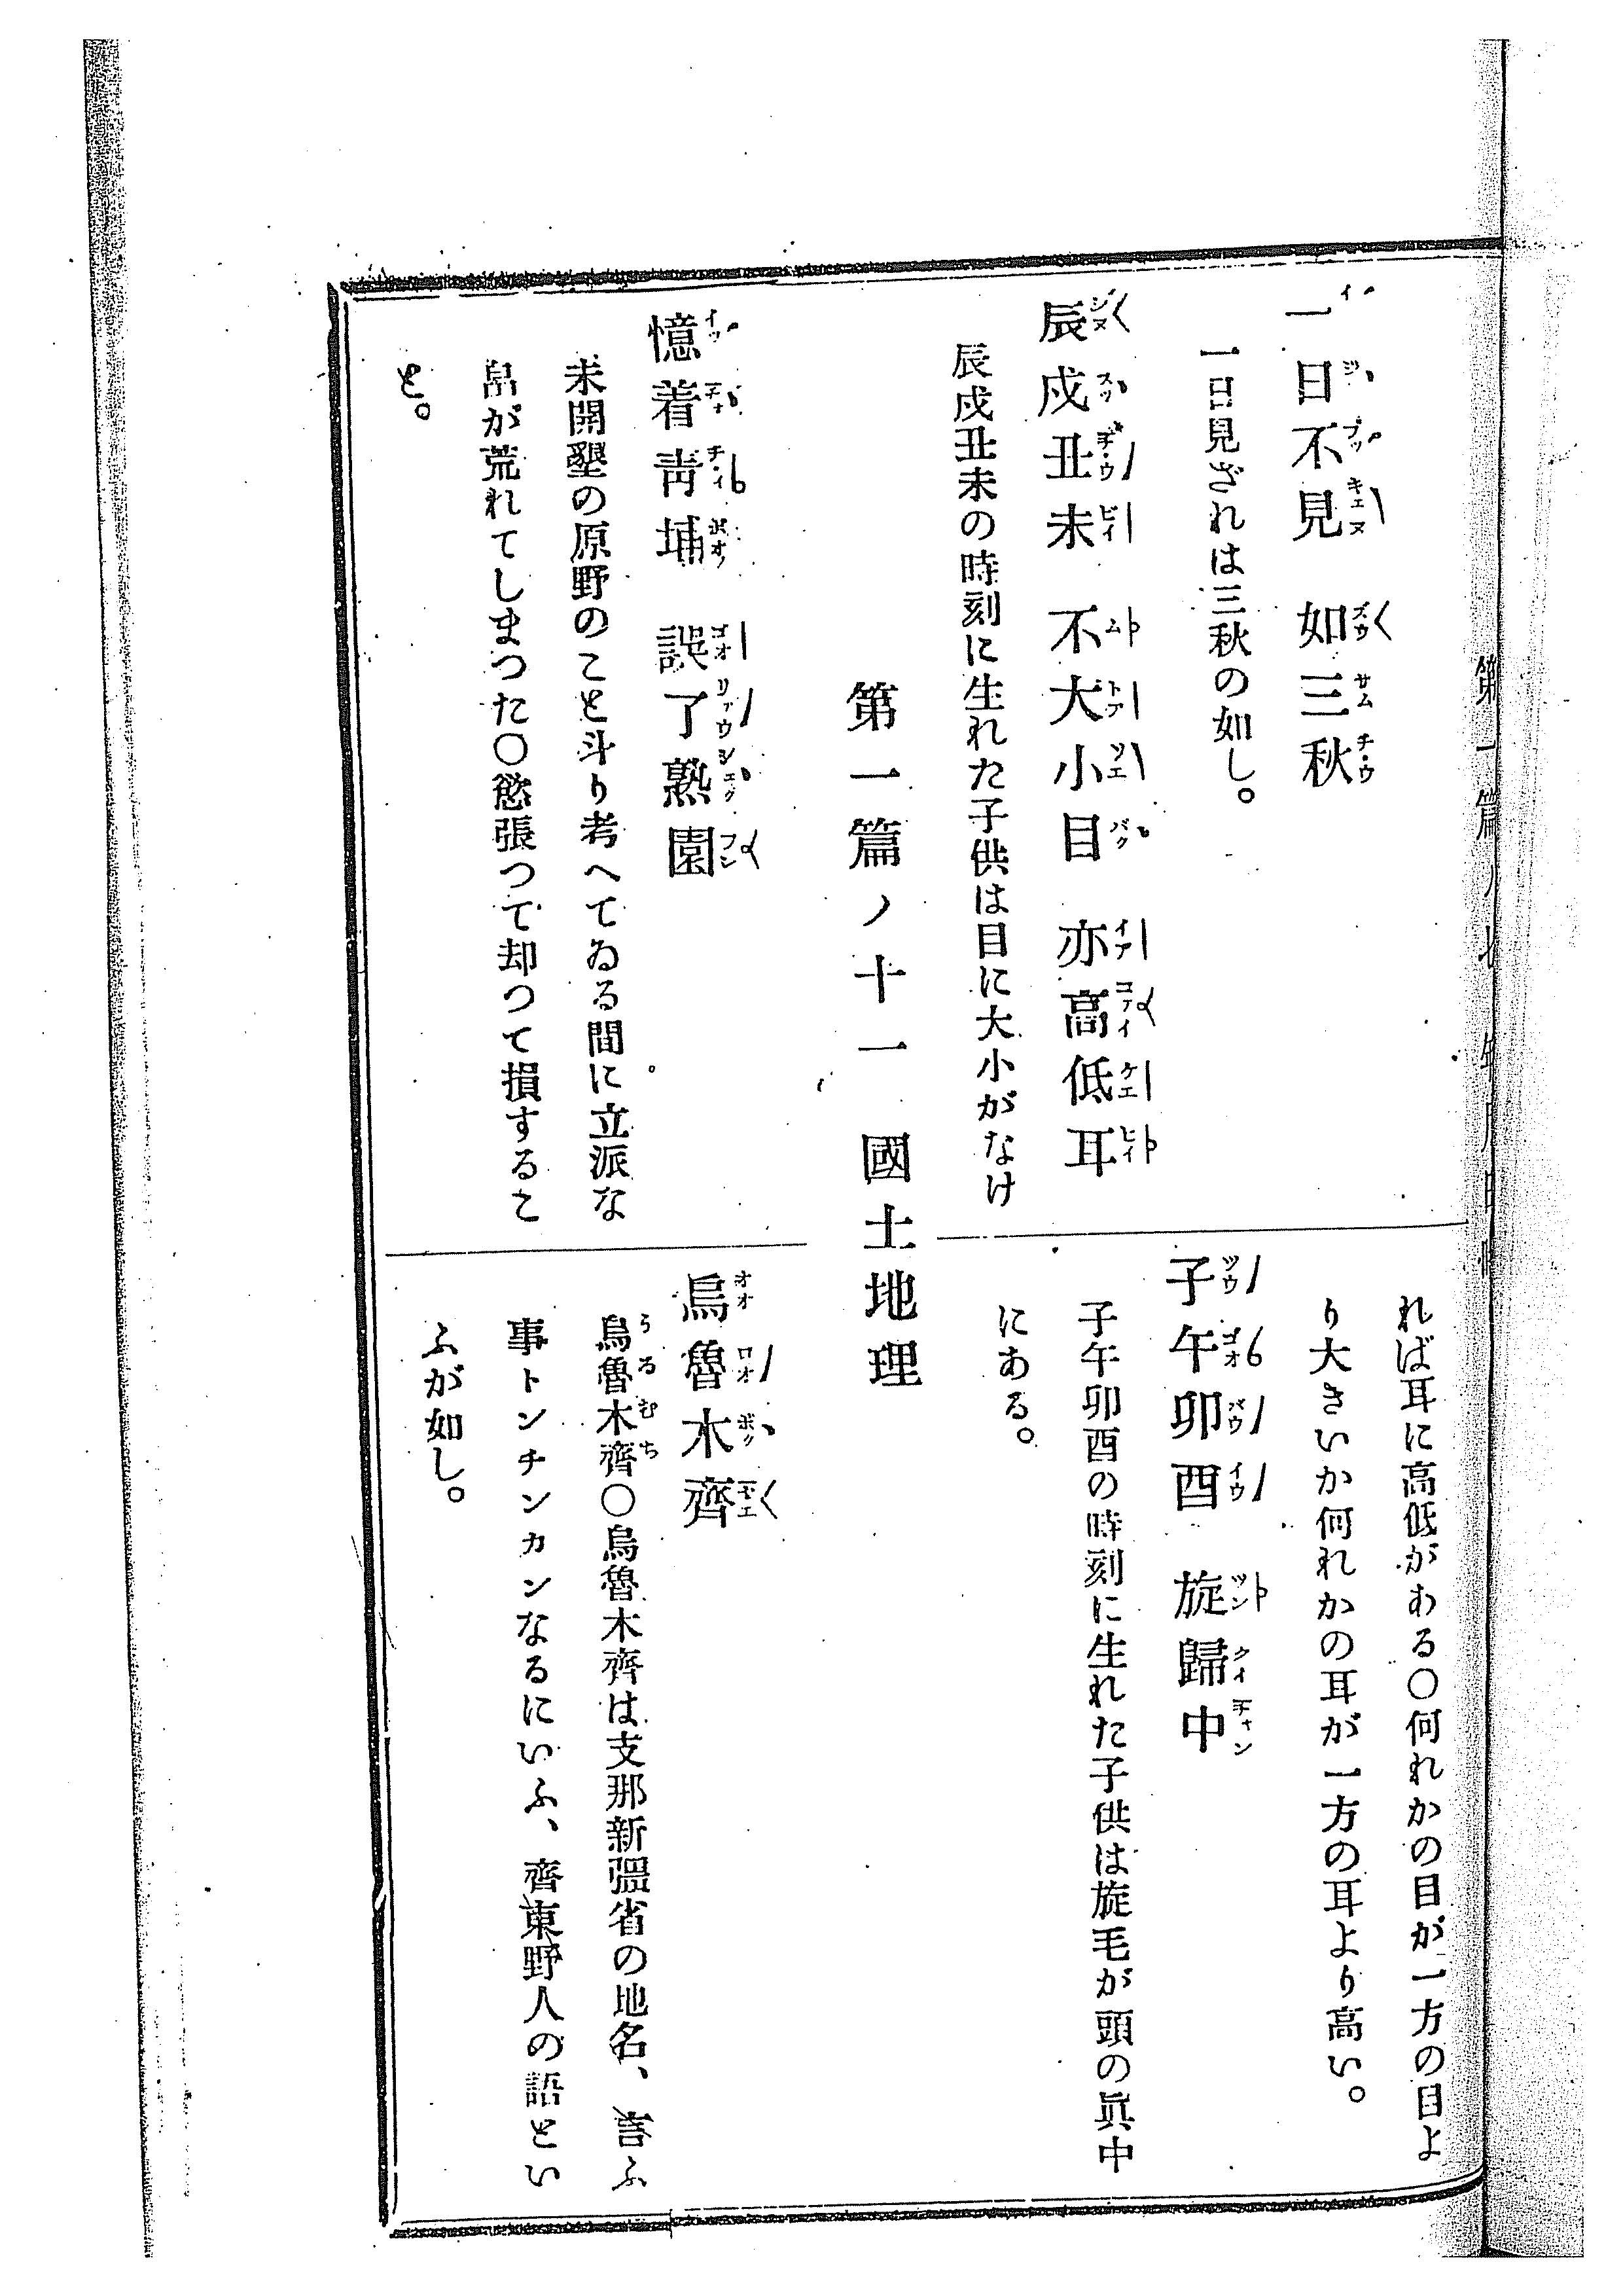 一日不見 如三秋
一日見ざれは三秋の如し。
辰戍丑未 不大小目 亦高低耳
辰戍丑未の時刻に生れた子供は目に大小がなけ
れば耳に高低がある〇何れかの目が一方の目よ
り大きいか何れかの耳が一方の耳より高い。
子午卯酉 旋歸中
子午卯酉の時刻に生れた子供は旋毛が頭の眞中
にある。
第一篇ノ十一 國土地理
憶着靑埔 誤了熟園
未開墾の原野のこと斗り考へてゐる間に立派な
畠が荒れてしまつた〇慾張つて却つて損するこ
と。
烏魯木齊
烏魯木齊〇烏魯木齊は支那新疆省の地名、言ふ
事トンチンカンなるにいふ、齊東野人の語とい
ふが如し。